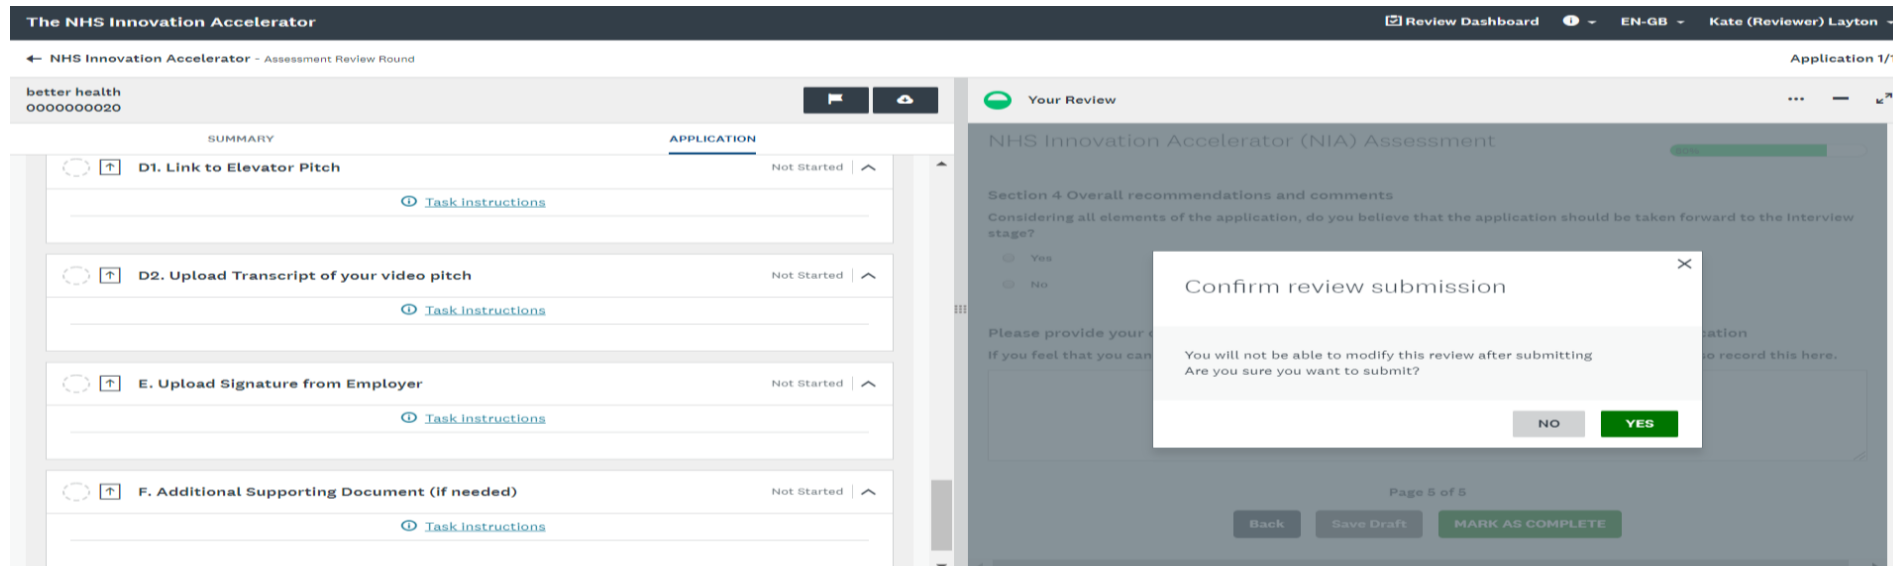 The NHS Innovation Accelerator
Review Dashboard
EN-GB
Kate (Reviewer) Layton
NHS Innovation Accelerator - Assessment Review Round
Application 1/1
better health
0000000020
SUMMARY
APPLICATION
D1. Link to Elevator Pitch
Not Started
Task instructions
D2. Upload Transcript of your video pitch
Not Started
Task instructions
E. Upload Signature from Employer
Not Started
Task instructions
F. Additional Supporting Document (if needed)
Not Started
Task instructions
Your Review
NHS Innovation Accelerator (NIA) Assessment
Section 4 Overall recommendations and comments
Considering all elements of the application, do you believe that the application should be taken forward to the Interview
stage?
Yes
No
Please provide your
If you feel that you can
record this here.
Confirm review submission
You will not be able to modify this review after submitting
Are you sure you want to submit?
NO
YES
Page 5 of 5
Back
Save Draft
MARK AS COMPLETE